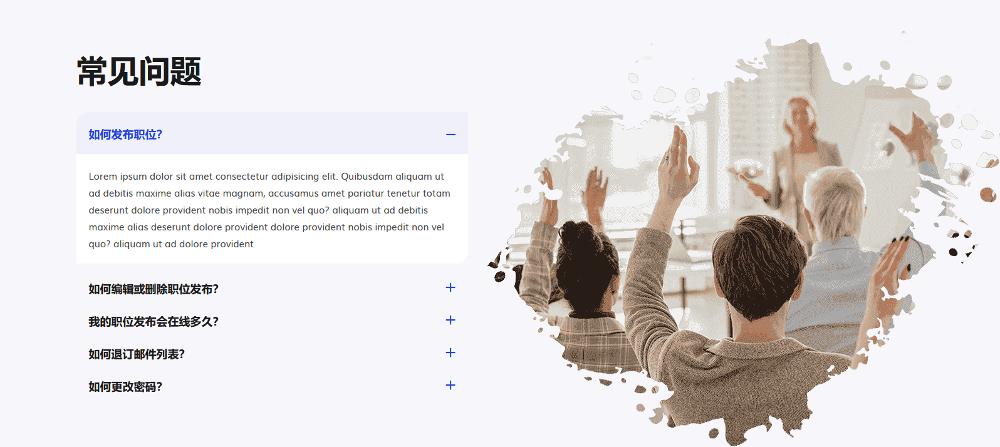 常见问题
如何发布职位?
Lorem ipsum dolor sit amet consectetur adipisicing elit. Quibusdam aliquam ut
ad debitis maxime alias vitae magnam, accusamus amet pariatur tenetur totam
deserunt dolore provident nobis impedit non vel quo? aliquam ut ad debitis
maxime alias deserunt dolore provident dolore provident nobis impedit non vel
quo? aliquam ut ad dolore provident
如何编辑或删除职位发布?
我的职位发布会在线多久?
如何退订邮件列表?
如何更改密码?